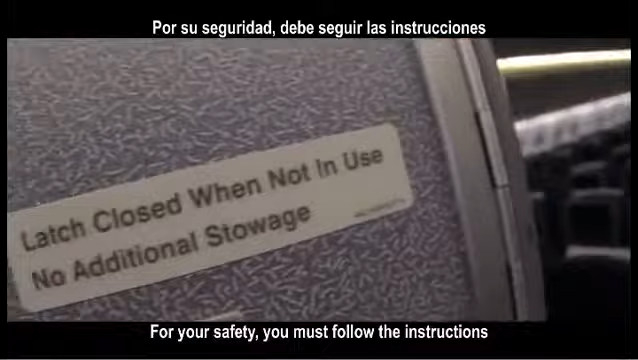 Por su seguridad, debe seguir las instrucciones
Latch Closed When Not In Use
No Additional Stowage
For your safety, you must follow the instructions